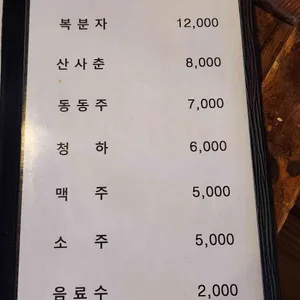 복분자 12,000
산사춘 8,000
동동주 7,000
청 하 6,000
맥 주 5,000
소 주 5,000
음료수 2,000